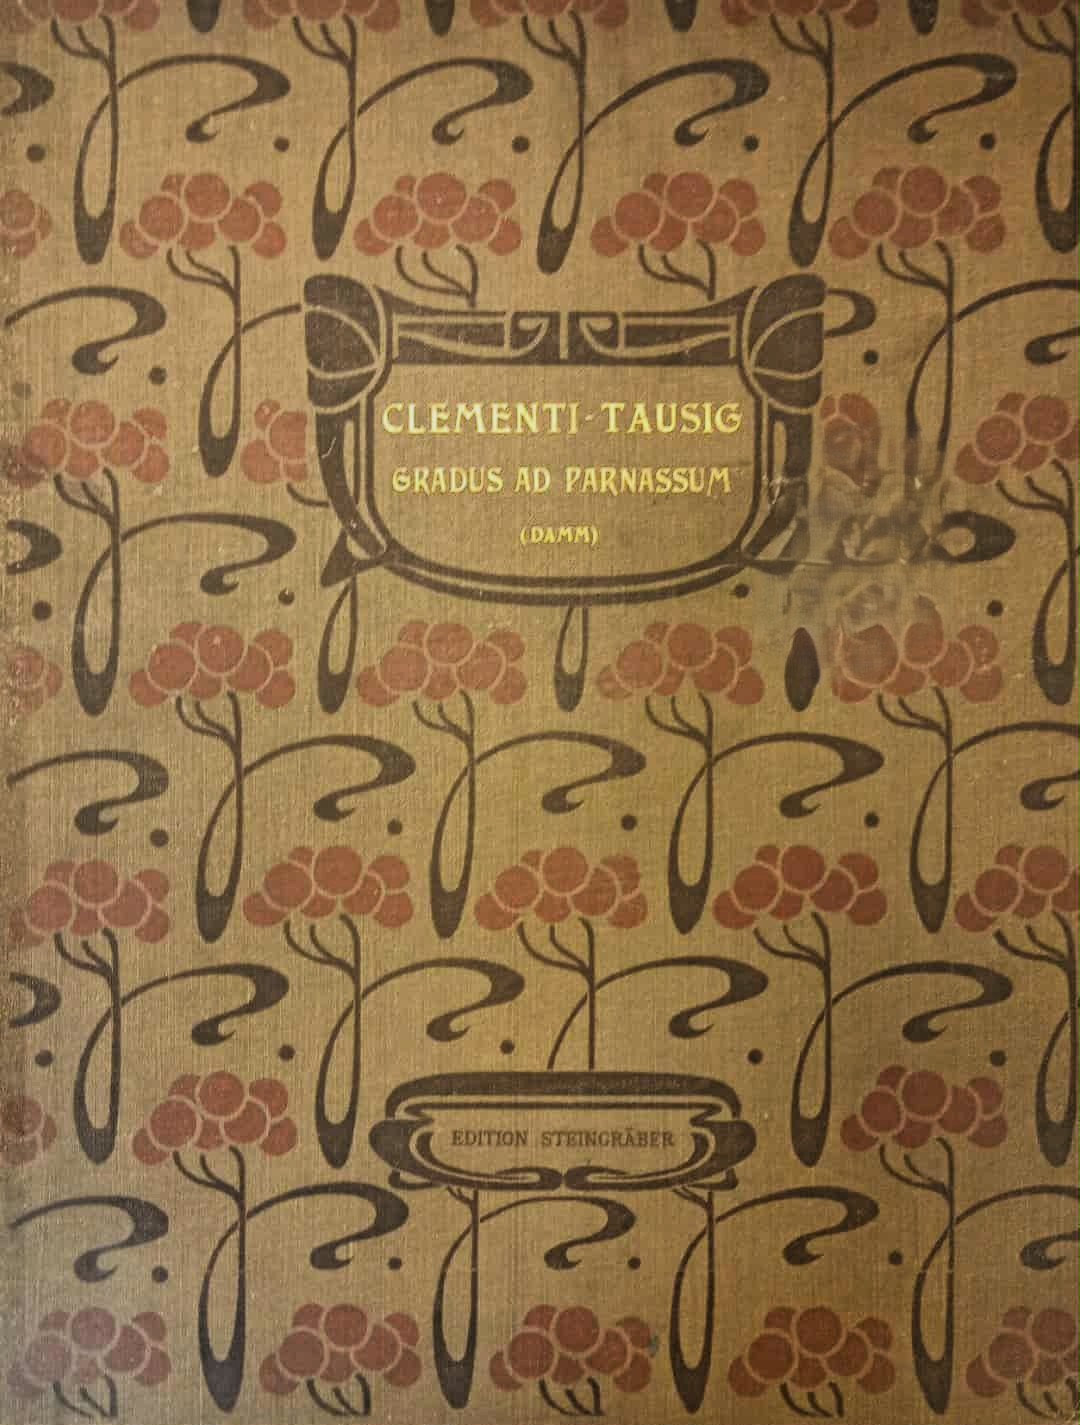 CLEMENTI-TAUSIG
GRADUS AD PARNASSUM
(DAMM)
EDITION STEINGRÄBER